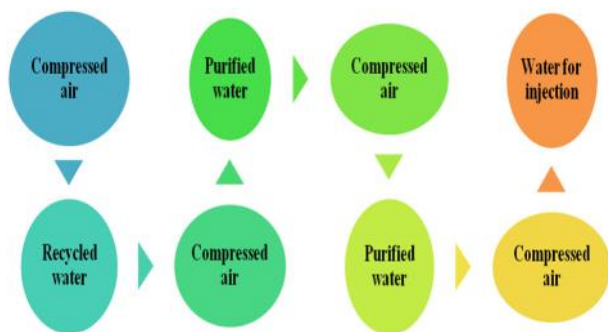 Compressed
air
Recycled
water
Compressed
air
Purified
water
Compressed
air
Purified
water
Compressed
air
Water for
injection